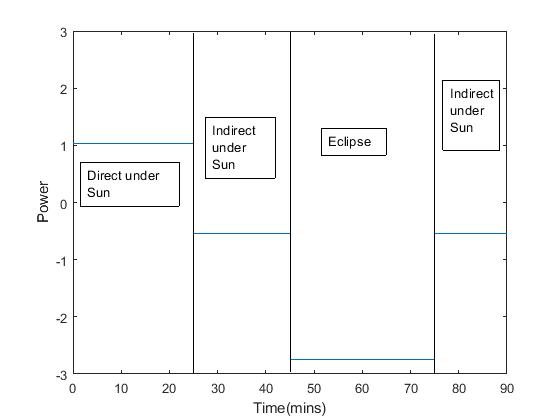 3
2
1
0
-1
-2
-3
Power
Direct under
Sun
Indirect
under
Sun
Eclipse
Indirect
under
Sun
0 10 20 30 40 50 60 70 80 90
Time(mins)